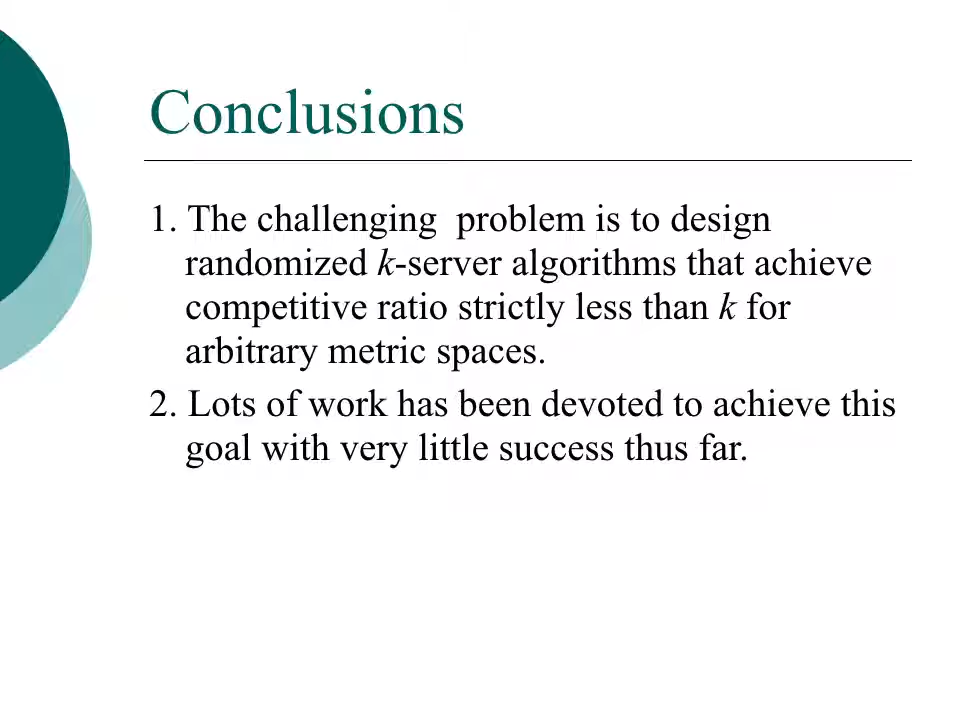 Conclusions
1. The challenging  problem is to design
randomized k-server algorithms that achieve
competitive ratio strictly less than k for
arbitrary metric spaces.
2. Lots of work has been devoted to achieve this
goal with very little success thus far.